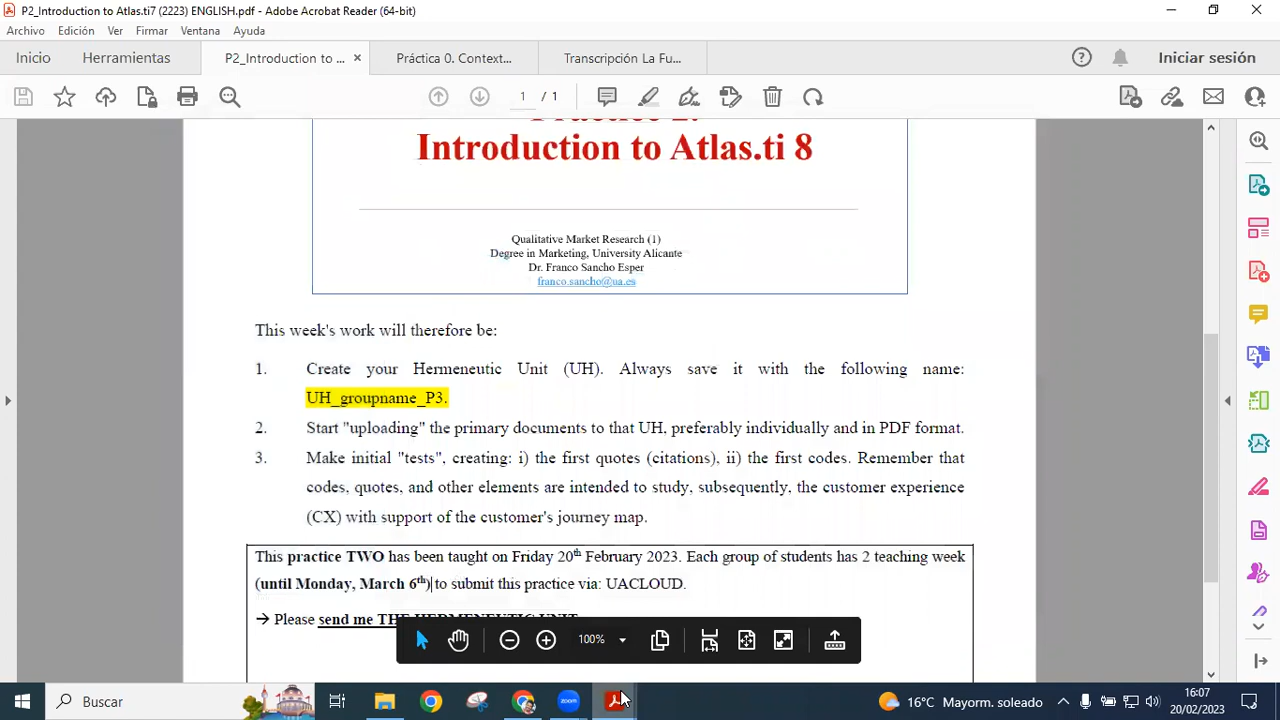 P2_Introduction to Atlas.ti7 (2223) ENGLISH.pdf - Adobe Acrobat Reader (64-bit)
Archivo Edición Ver Firmar Ventana Ayuda
Inicio Herramientas P2_Introduction to ... × Práctica 0. Context... Transcripción La Fu... Iniciar sesión
1 / 1
Introduction to Atlas.ti 8
Qualitative Market Research (1)
Degree in Marketing, University Alicante
Dr. Franco Sancho Esper
franco.sancho@ua.es
This week's work will therefore be:
1. Create your Hermeneutic Unit (UH). Always save it with the following name:
UH_groupname_P3.
2. Start "uploading" the primary documents to that UH, preferably individually and in PDF format.
3. Make initial "tests", creating: i) the first quotes (citations), ii) the first codes. Remember that
codes, quotes, and other elements are intended to study, subsequently, the customer experience
(CX) with support of the customer's journey map.
This practice TWO has been taught on Friday 20th February 2023. Each group of students has 2 teaching week
(until Monday, March 6th) to submit this practice via: UACLOUD.
→ Please send me THE HERMENEUTIC UNIT
100%
Buscar
zoom
16°C Mayorm. soleado
16:07
20/02/2023